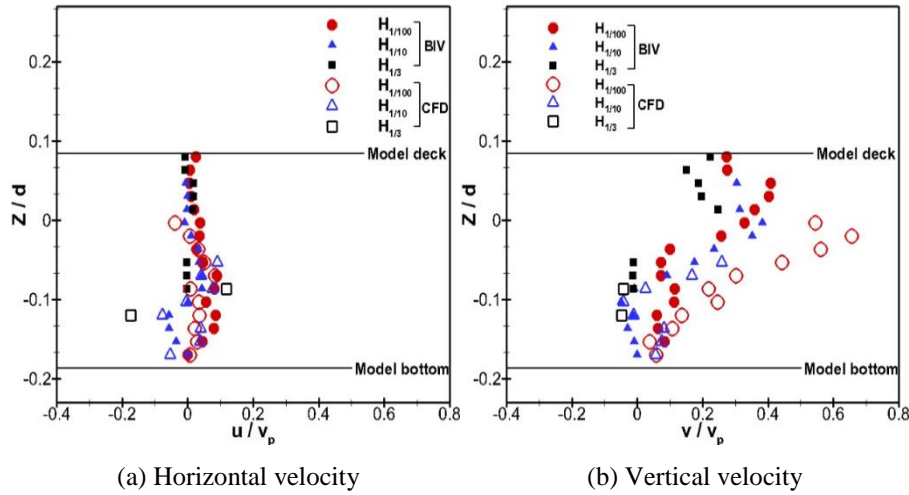 H1/100
H1/10 BIV
H1/3
H1/100
H1/10 CFD
H1/3
0.2
0.1
0
-0.1
-0.2
Z / d
Model deck
Model bottom
-0.4 -0.2 0 0.2 0.4 0.6 0.8
u / vp
(a) Horizontal velocity
H1/100
H1/10 BIV
H1/3
H1/100
H1/10 CFD
H1/3
0.2
0.1
0
-0.1
-0.2
Z / d
Model deck
Model bottom
-0.4 -0.2 0 0.2 0.4 0.6 0.8
v / vp
(b) Vertical velocity